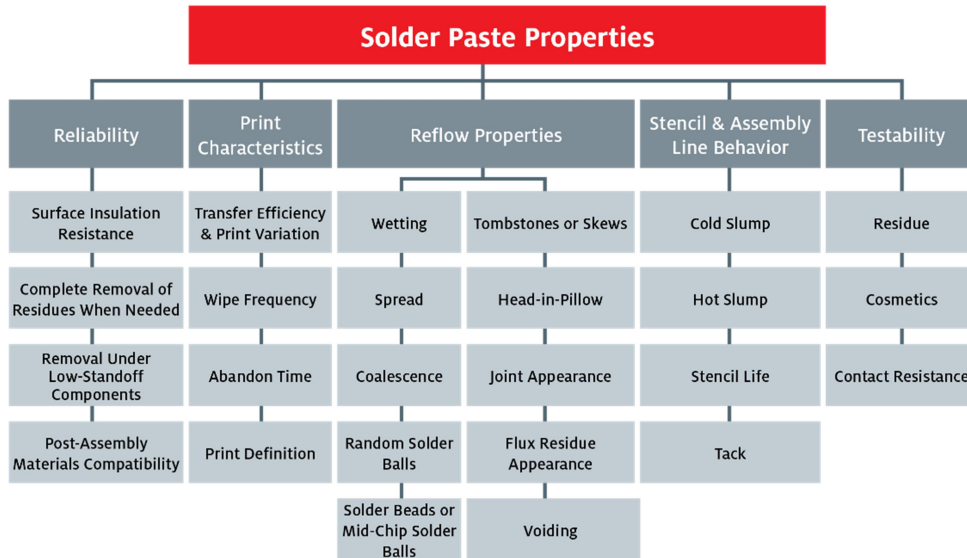 Solder Paste Properties
Reliability
Surface Insulation
Resistance
Complete Removal of
Residues When Needed
Removal Under
Low-Standoff
Components
Post-Assembly
Materials Compatibility
Print
Characteristics
Transfer Efficiency
& Print Variation
Wipe Frequency
Abandon Time
Print Definition
Reflow Properties
Wetting
Spread
Coalescence
Random Solder
Balls
Solder Beads or
Mid-Chip Solder
Balls
Tombstones or Skews
Head-in-Pillow
Joint Appearance
Flux Residue
Appearance
Voiding
Stencil & Assembly
Line Behavior
Cold Slump
Hot Slump
Stencil Life
Tack
Testability
Residue
Cosmetics
Contact Resistance